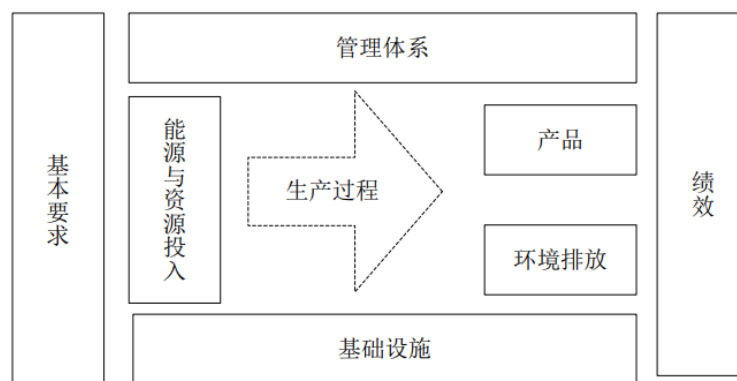 管理体系
基本要求
能源与资源投入
生产过程
产品
环境排放
绩效
基础设施